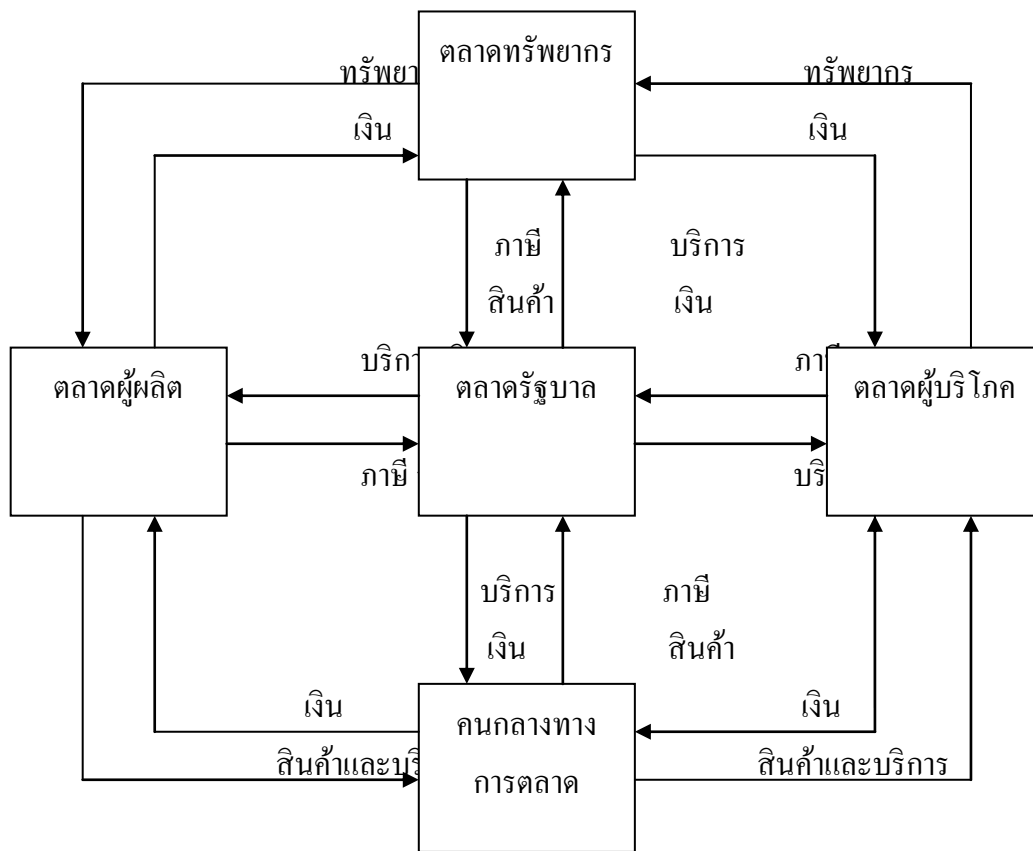 ตลาดทรัพยากร
ทรัพยากร
เงิน
เงิน
ภาษี
บริการ
สินค้า
เงิน
ภาษี
ตลาดผู้ผลิต
ตลาดรัฐบาล
ตลาดผู้บริโภค
ภาษี
บริการ
ภาษี
เงิน
สินค้า
เงิน
คนกลางทาง
เงิน
สินค้าและบริการ
การตลาด